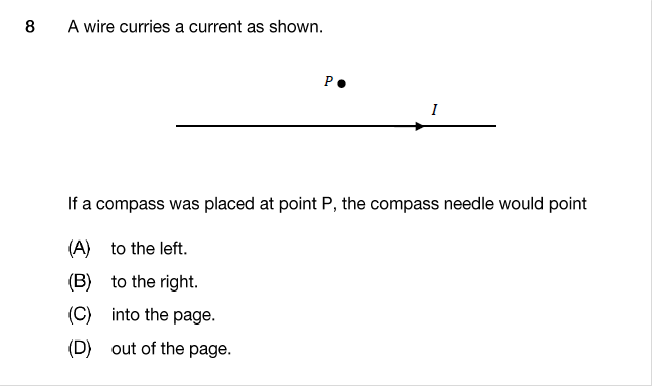 8 A wire curries a current as shown.
P
I
If a compass was placed at point P, the compass needle would point
(A) to the left.
(B) to the right.
(C) into the page.
(D) out of the page.